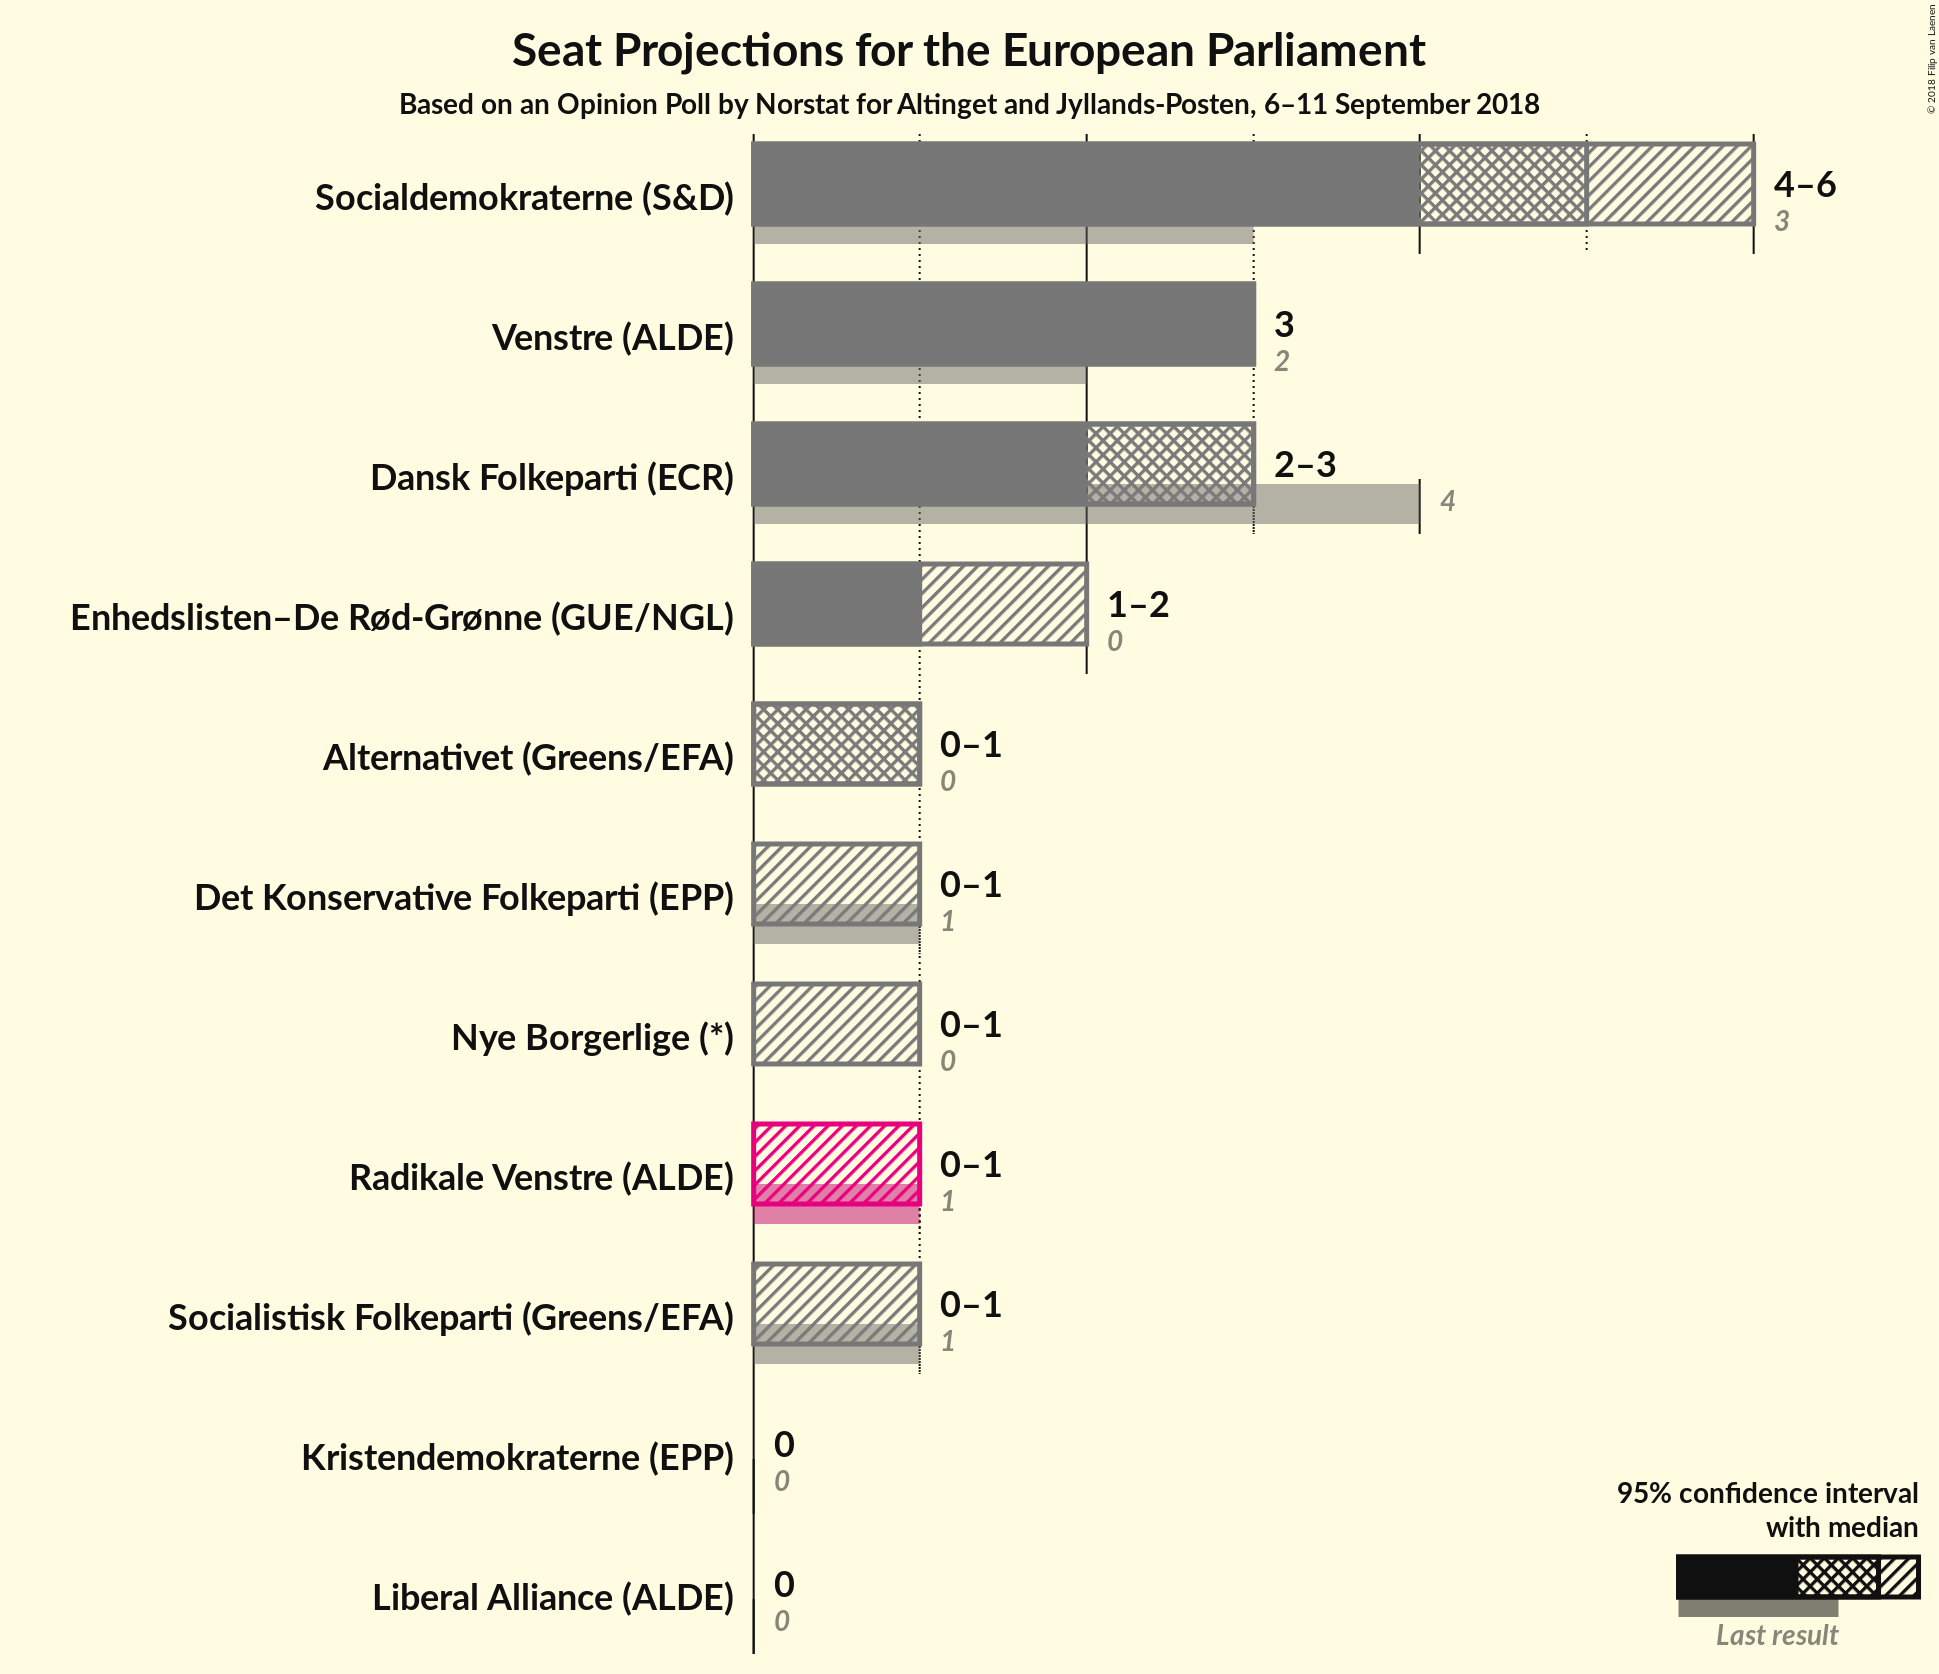 Seat Projections for the European Parliament
Based on an Opinion Poll by Norstat for Altinget and Jyllands-Posten, 6–11 September 2018
© 2018 Filip van Laenen
Socialdemokraterne (S&D)
4–6
3
Venstre (ALDE)
3
2
Dansk Folkeparti (ECR)
2–3
4
Enhedslisten–De Rød-Grønne (GUE/NGL)
1–2
0
Alternativet (Greens/EFA)
0–1
0
Det Konservative Folkeparti (EPP)
0–1
1
Nye Borgerlige (*)
0–1
0
Radikale Venstre (ALDE)
0–1
1
Socialistisk Folkeparti (Greens/EFA)
0–1
1
Kristendemokraterne (EPP)
0
0
Liberal Alliance (ALDE)
0
0
95% confidence interval
with median
Last result